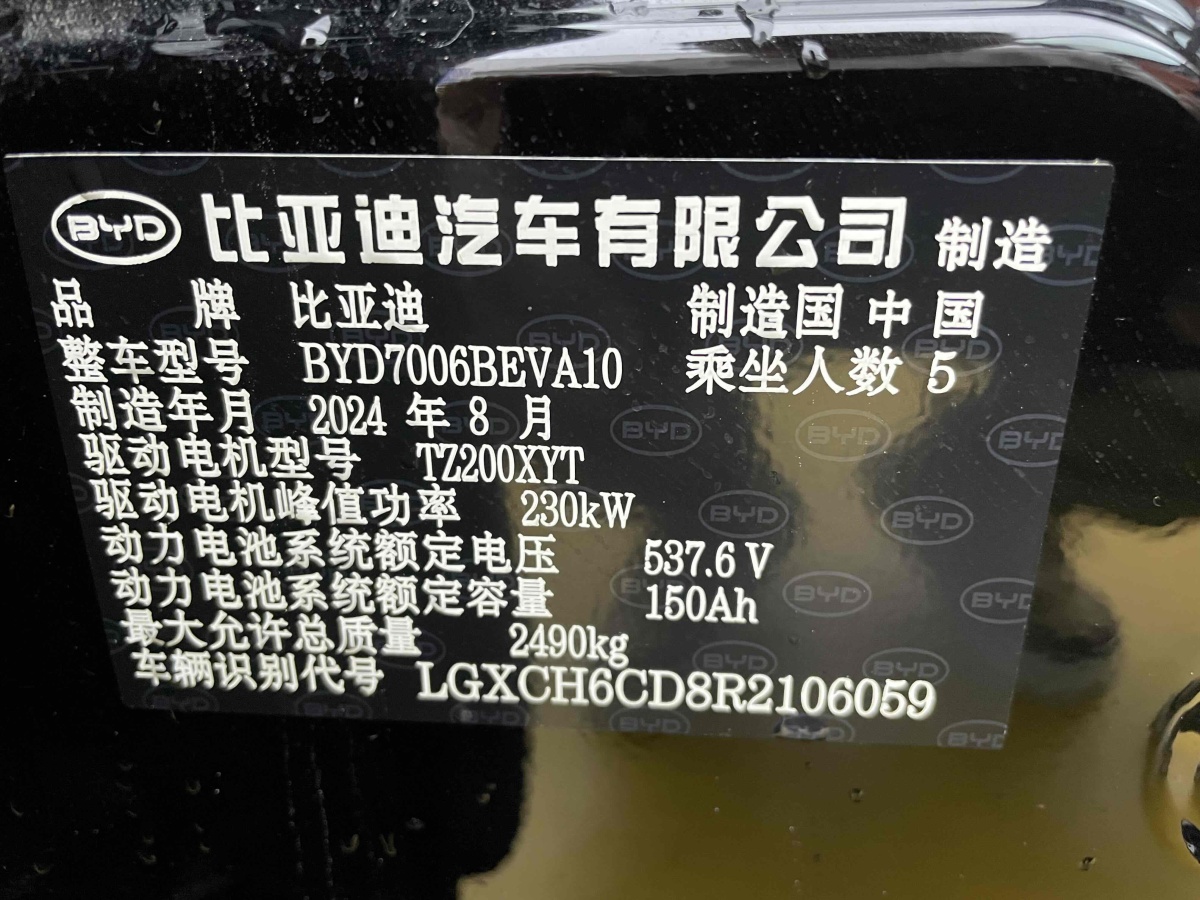 BYD 比亚迪汽车有限公司 制造
品 牌 比亚迪 制造国 中国
整车型号 BYD7006BEVA10 乘坐人数 5
制造年月 2024 年 8 月
驱动电机型号 TZ200XYT
驱动电机峰值功率 230kW
动力电池系统额定电压 537.6 V
动力电池系统额定容量 150Ah
最大允许总质量 2490kg
车辆识别代号 LGXCH6CD8R2106059